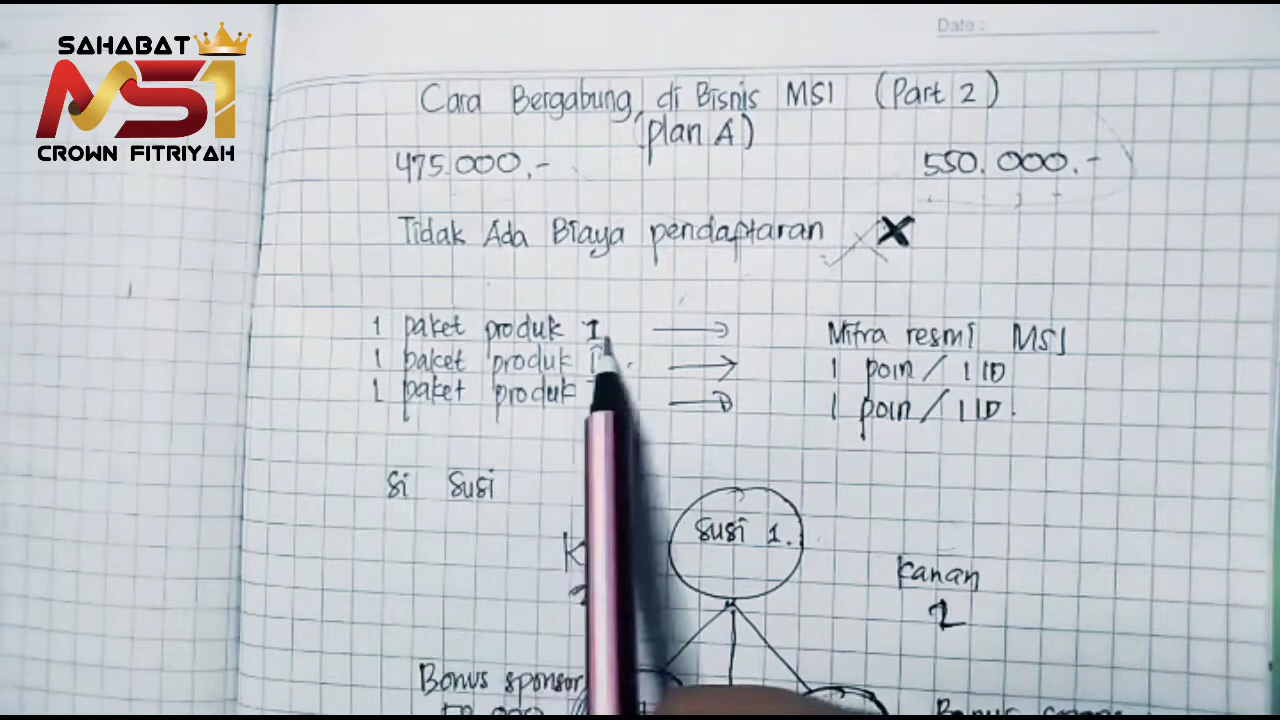 SAHABAT
MS1
CROWN FITRIYAH
Date :
Cara Bergabung di Bisnis MSI (Part 2)
(plan A)
475.000,-
550.000.-
Tidak Ada Biaya pendaftaran X
1 paket produk I → Mitra resmi MSI
1 paket produk → 1 poin / 1 ID
1 paket produk → 1 poin / 1 ID.
Si Susi
Susi 1.
kanan
2
Bonus sponsor